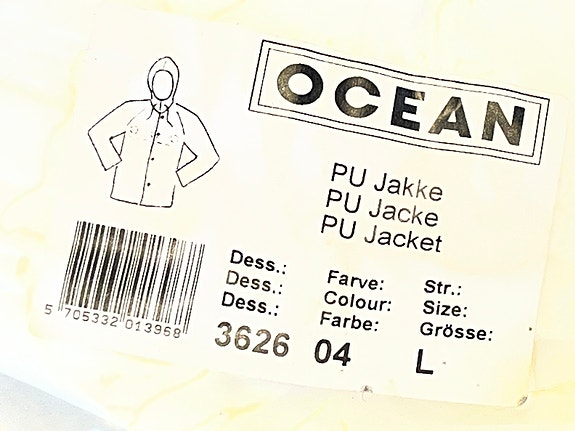 OCEAN
PU Jakke
PU Jacke
PU Jacket
Dess.: Farve: Str.:
Dess.: Colour: Size:
Dess.: Farbe: Grösse:
3626 04 L
5 705332 013968